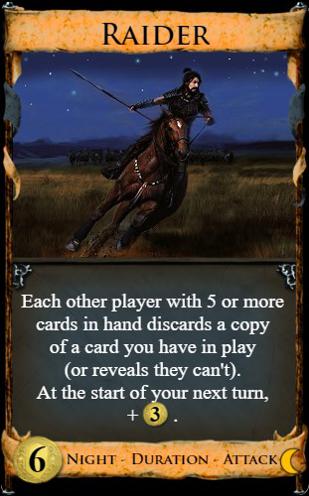 RAIDER
Each other player with 5 or more
cards in hand discards a copy
of a card you have in play
(or reveals they can't).
At the start of your next turn,
+ 3 .
6 NIGHT - DURATION - ATTACK